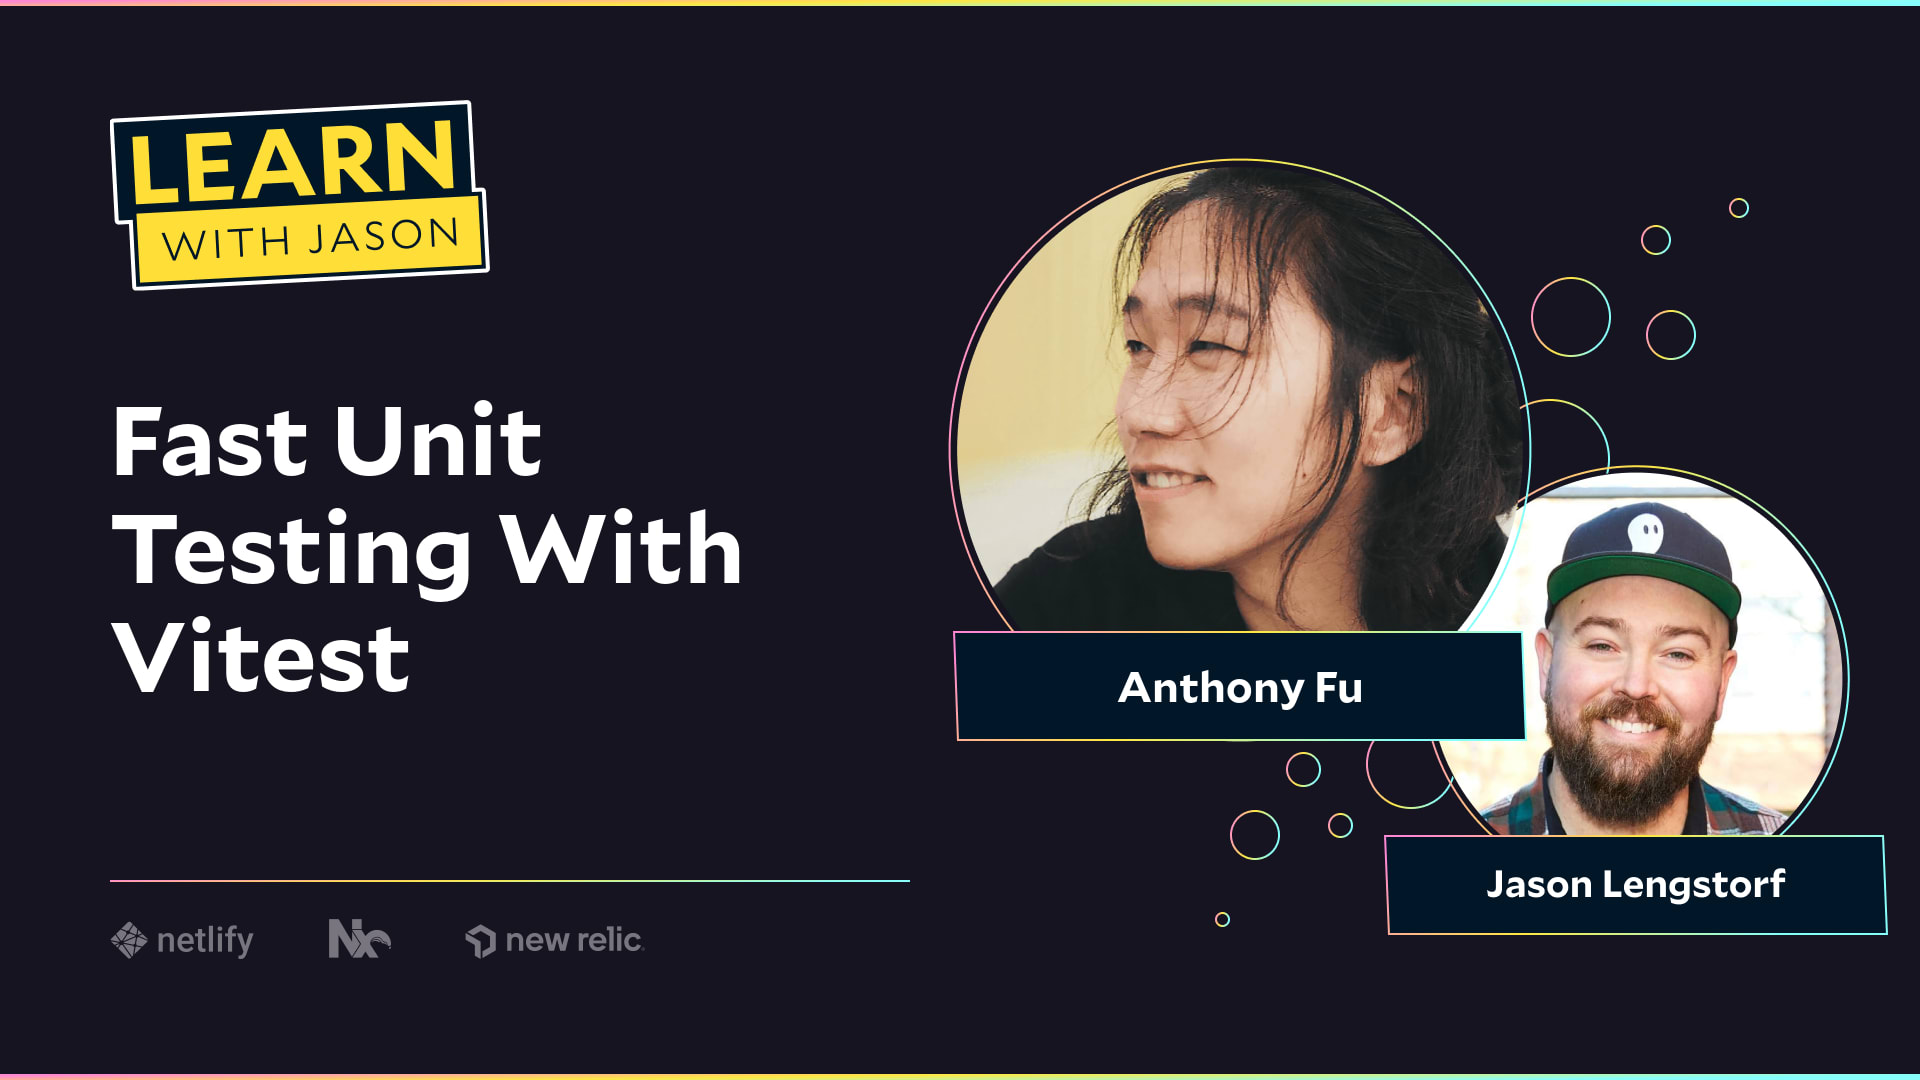 LEARN
WITH JASON
Fast Unit
Testing With
Vitest
Anthony Fu
Jason Lengstorf
netlify
Nx
new relic